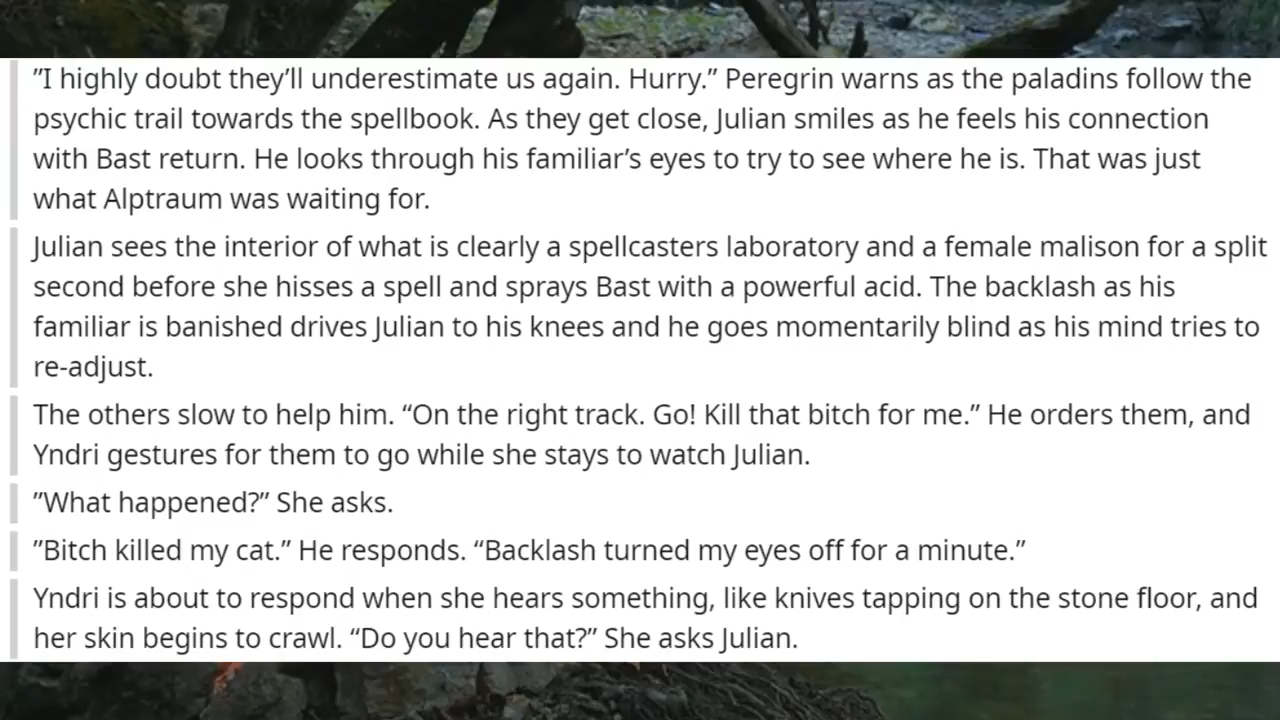 ”I highly doubt they’ll underestimate us again. Hurry.” Peregrin warns as the paladins follow the
psychic trail towards the spellbook. As they get close, Julian smiles as he feels his connection
with Bast return. He looks through his familiar’s eyes to try to see where he is. That was just
what Alptraum was waiting for.
Julian sees the interior of what is clearly a spellcasters laboratory and a female malison for a split
second before she hisses a spell and sprays Bast with a powerful acid. The backlash as his
familiar is banished drives Julian to his knees and he goes momentarily blind as his mind tries to
re-adjust.
The others slow to help him. “On the right track. Go! Kill that bitch for me.” He orders them, and
Yndri gestures for them to go while she stays to watch Julian.
”What happened?” She asks.
”Bitch killed my cat.” He responds. “Backlash turned my eyes off for a minute.”
Yndri is about to respond when she hears something, like knives tapping on the stone floor, and
her skin begins to crawl. “Do you hear that?” She asks Julian.